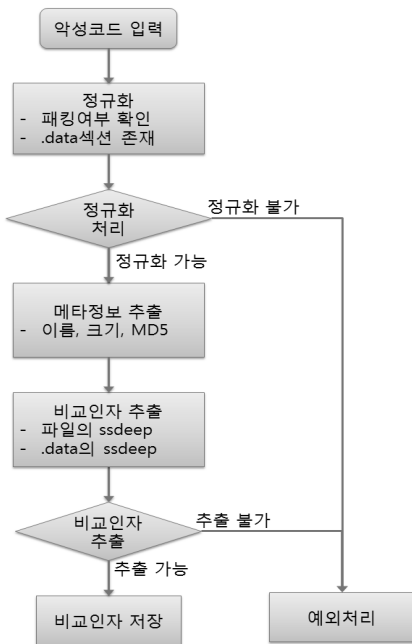 악성코드 입력
정규화
- 패킹여부 확인
- .data섹션 존재
정규화
처리
정규화 불가
정규화 가능
메타정보 추출
- 이름, 크기, MD5
비교인자 추출
- 파일의 ssdeep
- .data의 ssdeep
비교인자
추출
추출 불가
추출 가능
비교인자 저장
예외처리